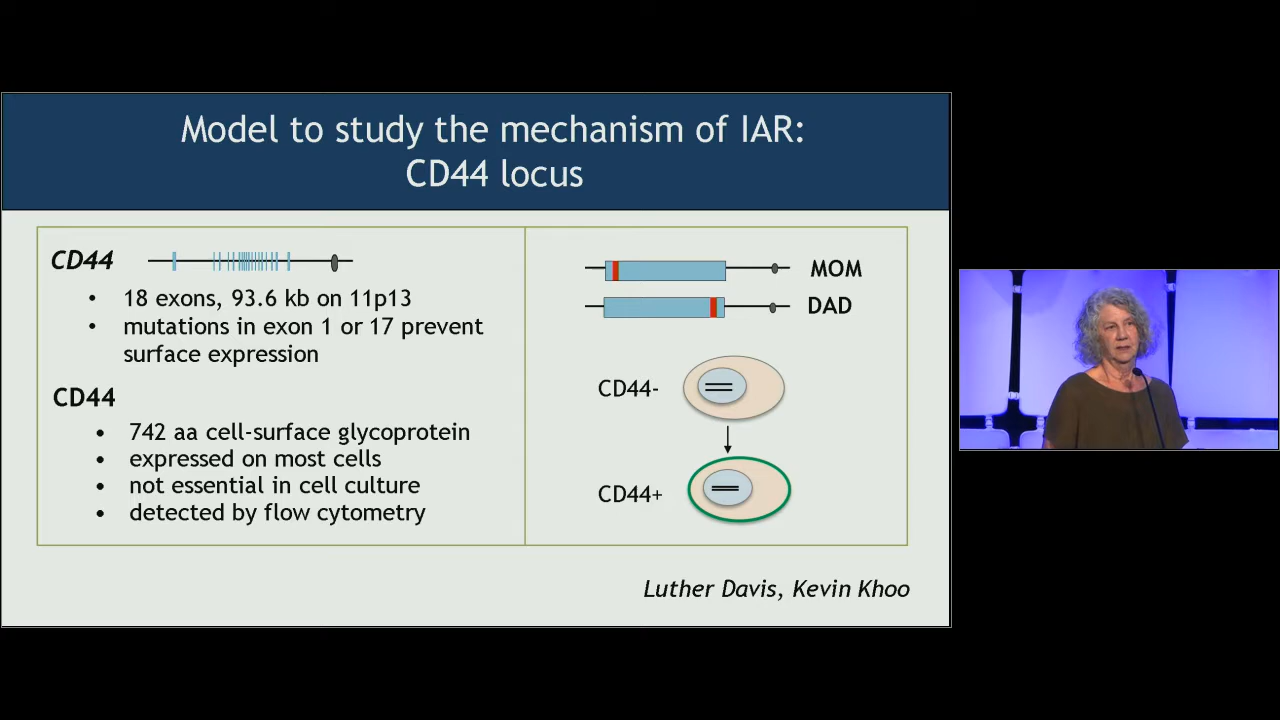 Model to study the mechanism of IAR:
CD44 locus
CD44
• 18 exons, 93.6 kb on 11p13
• mutations in exon 1 or 17 prevent
surface expression
CD44
• 742 aa cell-surface glycoprotein
• expressed on most cells
• not essential in cell culture
• detected by flow cytometry
MOM
DAD
CD44-
CD44+
Luther Davis, Kevin Khoo